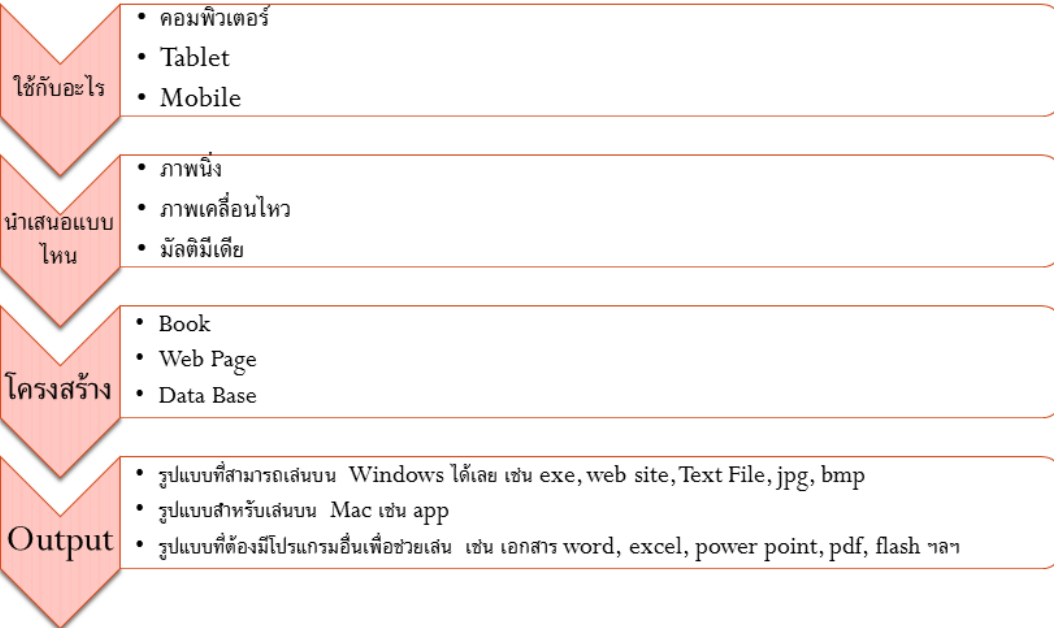 ใช้กับอะไร
• คอมพิวเตอร์
• Tablet
• Mobile
นำเสนอแบบ
ไหน
• ภาพนิ่ง
• ภาพเคลื่อนไหว
• มัลติมีเดีย
โครงสร้าง
• Book
• Web Page
• Data Base
Output
• รูปแบบที่สามารถเล่นบน Windows ได้เลย เช่น exe, web site, Text File, jpg, bmp
• รูปแบบสำหรับเล่นบน Mac เช่น app
• รูปแบบที่ต้องมีโปรแกรมอื่นเพื่อช่วยเล่น เช่น เอกสาร word, excel, power point, pdf, flash ฯลฯ